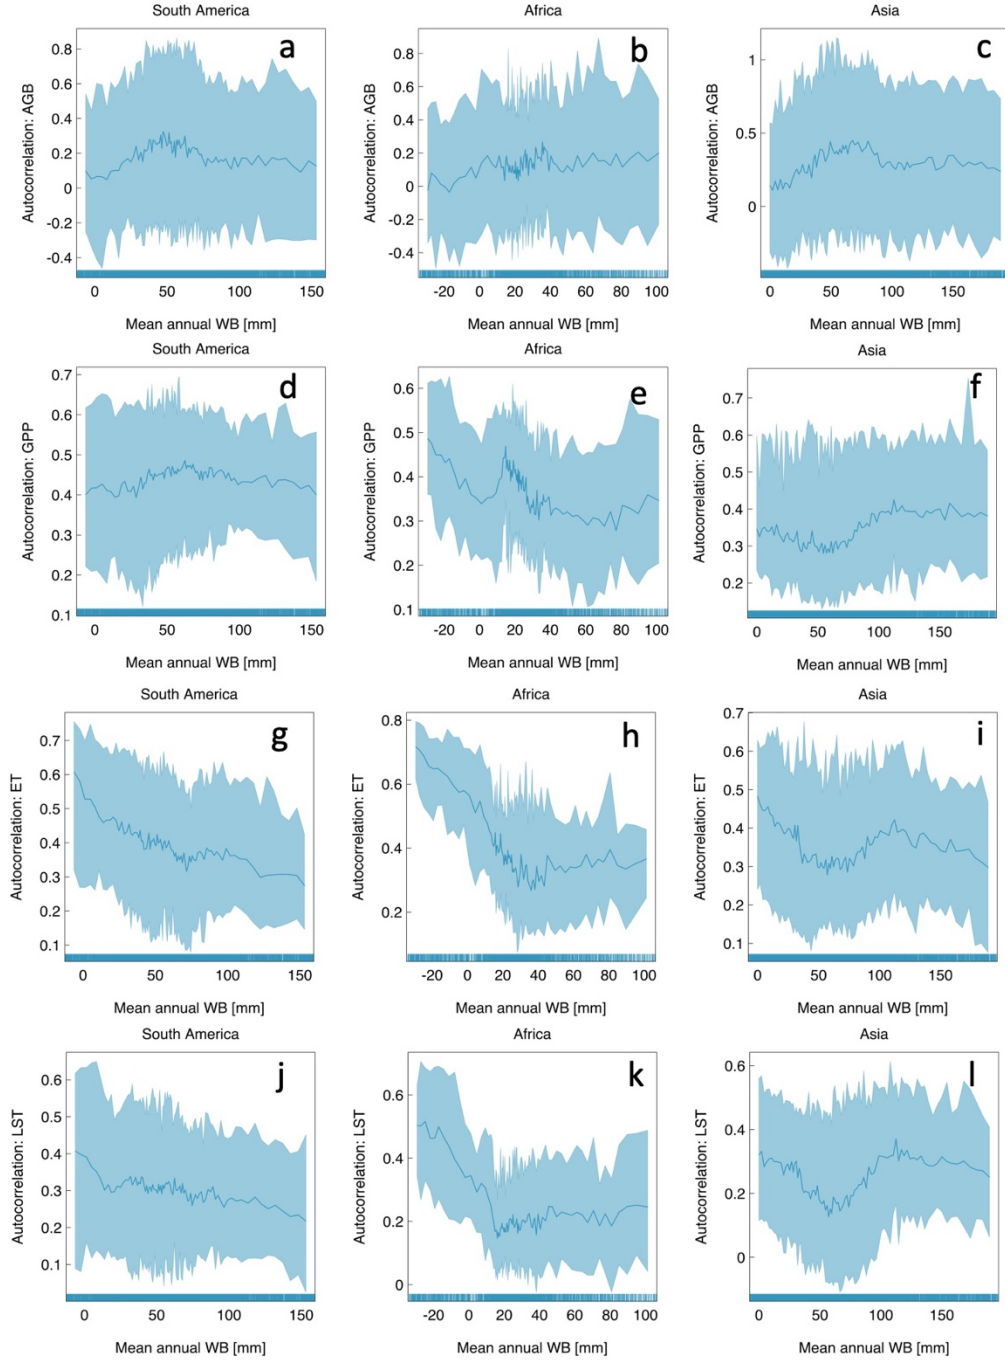 South America
Africa
Asia
a
b
c
Autocorrelation: AGB
0.8
0.6
0.4
0.2
0
-0.2
-0.4
0
50
100
150
Mean annual WB [mm]
Autocorrelation: AGB
0.8
0.6
0.4
0.2
0
-0.2
-0.4
-20
0
20
40
60
80
100
Mean annual WB [mm]
Autocorrelation: AGB
1
0.5
0
0
50
100
150
Mean annual WB [mm]
South America
Africa
Asia
d
e
f
Autocorrelation: GPP
0.7
0.6
0.5
0.4
0.3
0.2
0.1
0
50
100
150
Mean annual WB [mm]
Autocorrelation: GPP
0.6
0.5
0.4
0.3
0.2
0.1
-20
0
20
40
60
80
100
Mean annual WB [mm]
Autocorrelation: GPP
0.7
0.6
0.5
0.4
0.3
0.2
0
50
100
150
Mean annual WB [mm]
South America
Africa
Asia
g
h
i
Autocorrelation: ET
0.7
0.6
0.5
0.4
0.3
0.2
0.1
0
50
100
150
Mean annual WB [mm]
Autocorrelation: ET
0.8
0.6
0.4
0.2
-20
0
20
40
60
80
100
Mean annual WB [mm]
Autocorrelation: ET
0.7
0.6
0.5
0.4
0.3
0.2
0.1
0
50
100
150
Mean annual WB [mm]
South America
Africa
Asia
j
k
l
Autocorrelation: LST
0.6
0.5
0.4
0.3
0.2
0.1
0
50
100
150
Mean annual WB [mm]
Autocorrelation: LST
0.6
0.4
0.2
0
-20
0
20
40
60
80
100
Mean annual WB [mm]
Autocorrelation: LST
0.6
0.4
0.2
0
0
50
100
150
Mean annual WB [mm]